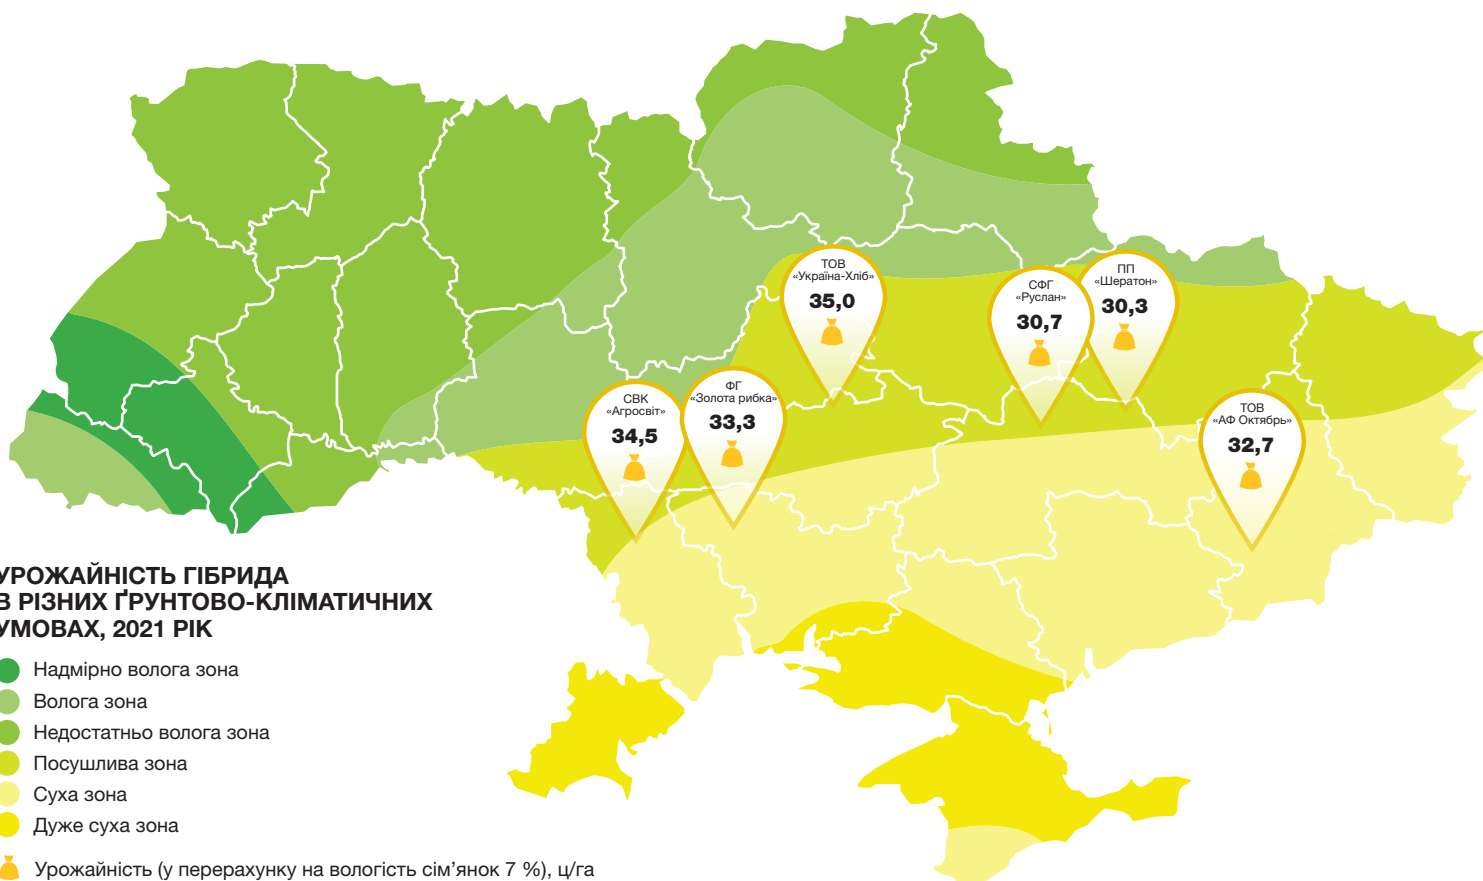 ТОВ
«Україна-Хліб»
35,0
СФГ
«Руслан»
30,7
ПП
«Шератон»
30,3
СВК
«Агросвіт»
34,5
ФГ
«Золота рибка»
33,3
ТОВ
«АФ Октябрь»
32,7
УРОЖАЙНІСТЬ ГІБРИДА
В РІЗНИХ ҐРУНТОВО-КЛІМАТИЧНИХ
УМОВАХ, 2021 РІК
Надмірно волога зона
Волога зона
Недостатньо волога зона
Посушлива зона
Суха зона
Дуже суха зона
Урожайність (у перерахунку на вологість сім’янок 7 %), ц/га